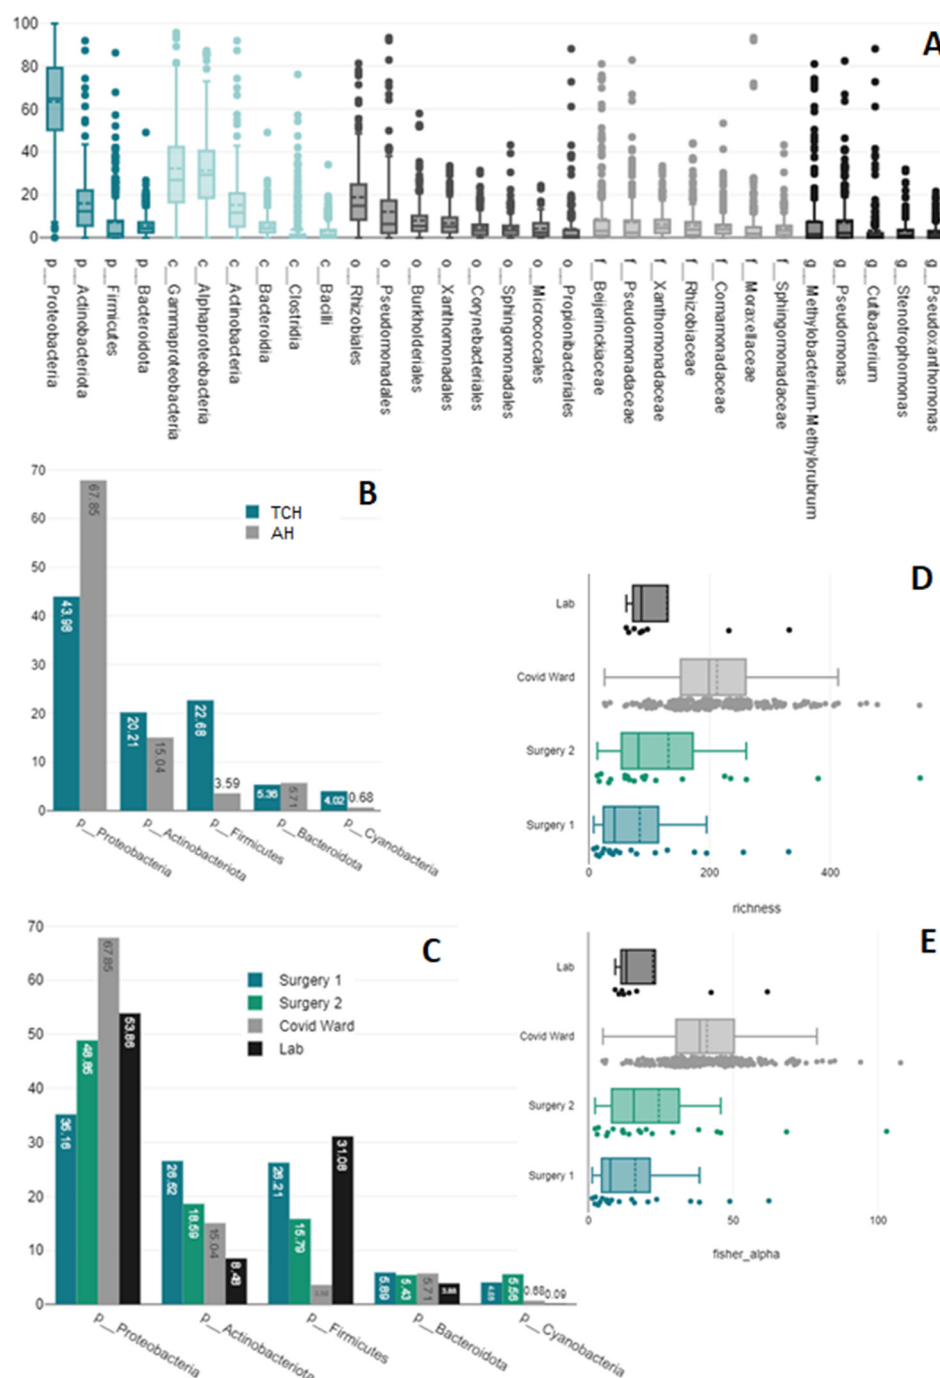 A
100
80
60
40
20
0
p__Proteobacteria
p__Actinobacteriota
p__Firmicutes
p__Bacteroidota
c__Gammaproteobacteria
c__Alphaproteobacteria
c__Actinobacteria
c__Bacteroidia
c__Clostridia
c__Bacilli
o__Rhizobiales
o__Pseudomonadales
o__Burkholderiales
o__Xanthomonadales
o__Corynebacteriales
o__Sphingomonadales
o__Micrococcales
o__Propionibacteriales
f__Beijerinckiaceae
f__Pseudomonadaceae
f__Xanthomonadaceae
f__Rhizobiaceae
f__Comamonadaceae
f__Moraxellaceae
f__Sphingomonadaceae
g__Methylobacterium-Methylorubrum
g__Pseudomonas
g__Cutibacterium
g__Stenotrophomonas
g__Pseudoxanthomonas
B
70
60
50
40
30
20
10
0
TCH
AH
43.98
67.85
20.21
15.04
22.68
3.59
5.36
5.71
4.02
0.68
p__Proteobacteria
p__Actinobacteriota
p__Firmicutes
p__Bacteroidota
p__Cyanobacteria
D
Lab
Covid Ward
Surgery 2
Surgery 1
0
200
400
richness
C
70
60
50
40
30
20
10
0
Surgery 1
Surgery 2
Covid Ward
Lab
35.16
48.86
67.85
53.86
26.52
18.59
15.04
8.48
26.21
15.79
31.08
5.89
5.43
5.71
5.56
0.68
0.09
p__Proteobacteria
p__Actinobacteriota
p__Firmicutes
p__Bacteroidota
p__Cyanobacteria
E
Lab
Covid Ward
Surgery 2
Surgery 1
0
50
100
fisher_alpha